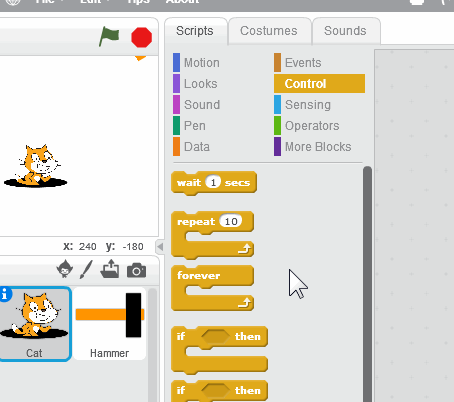 File Edit Tips About
Scripts Costumes Sounds
Motion Events
Looks Control
Sound Sensing
Pen Operators
Data More Blocks
wait 1 secs
x: 240 y: -180
repeat 10
forever
i
if then
Cat Hammer
if then